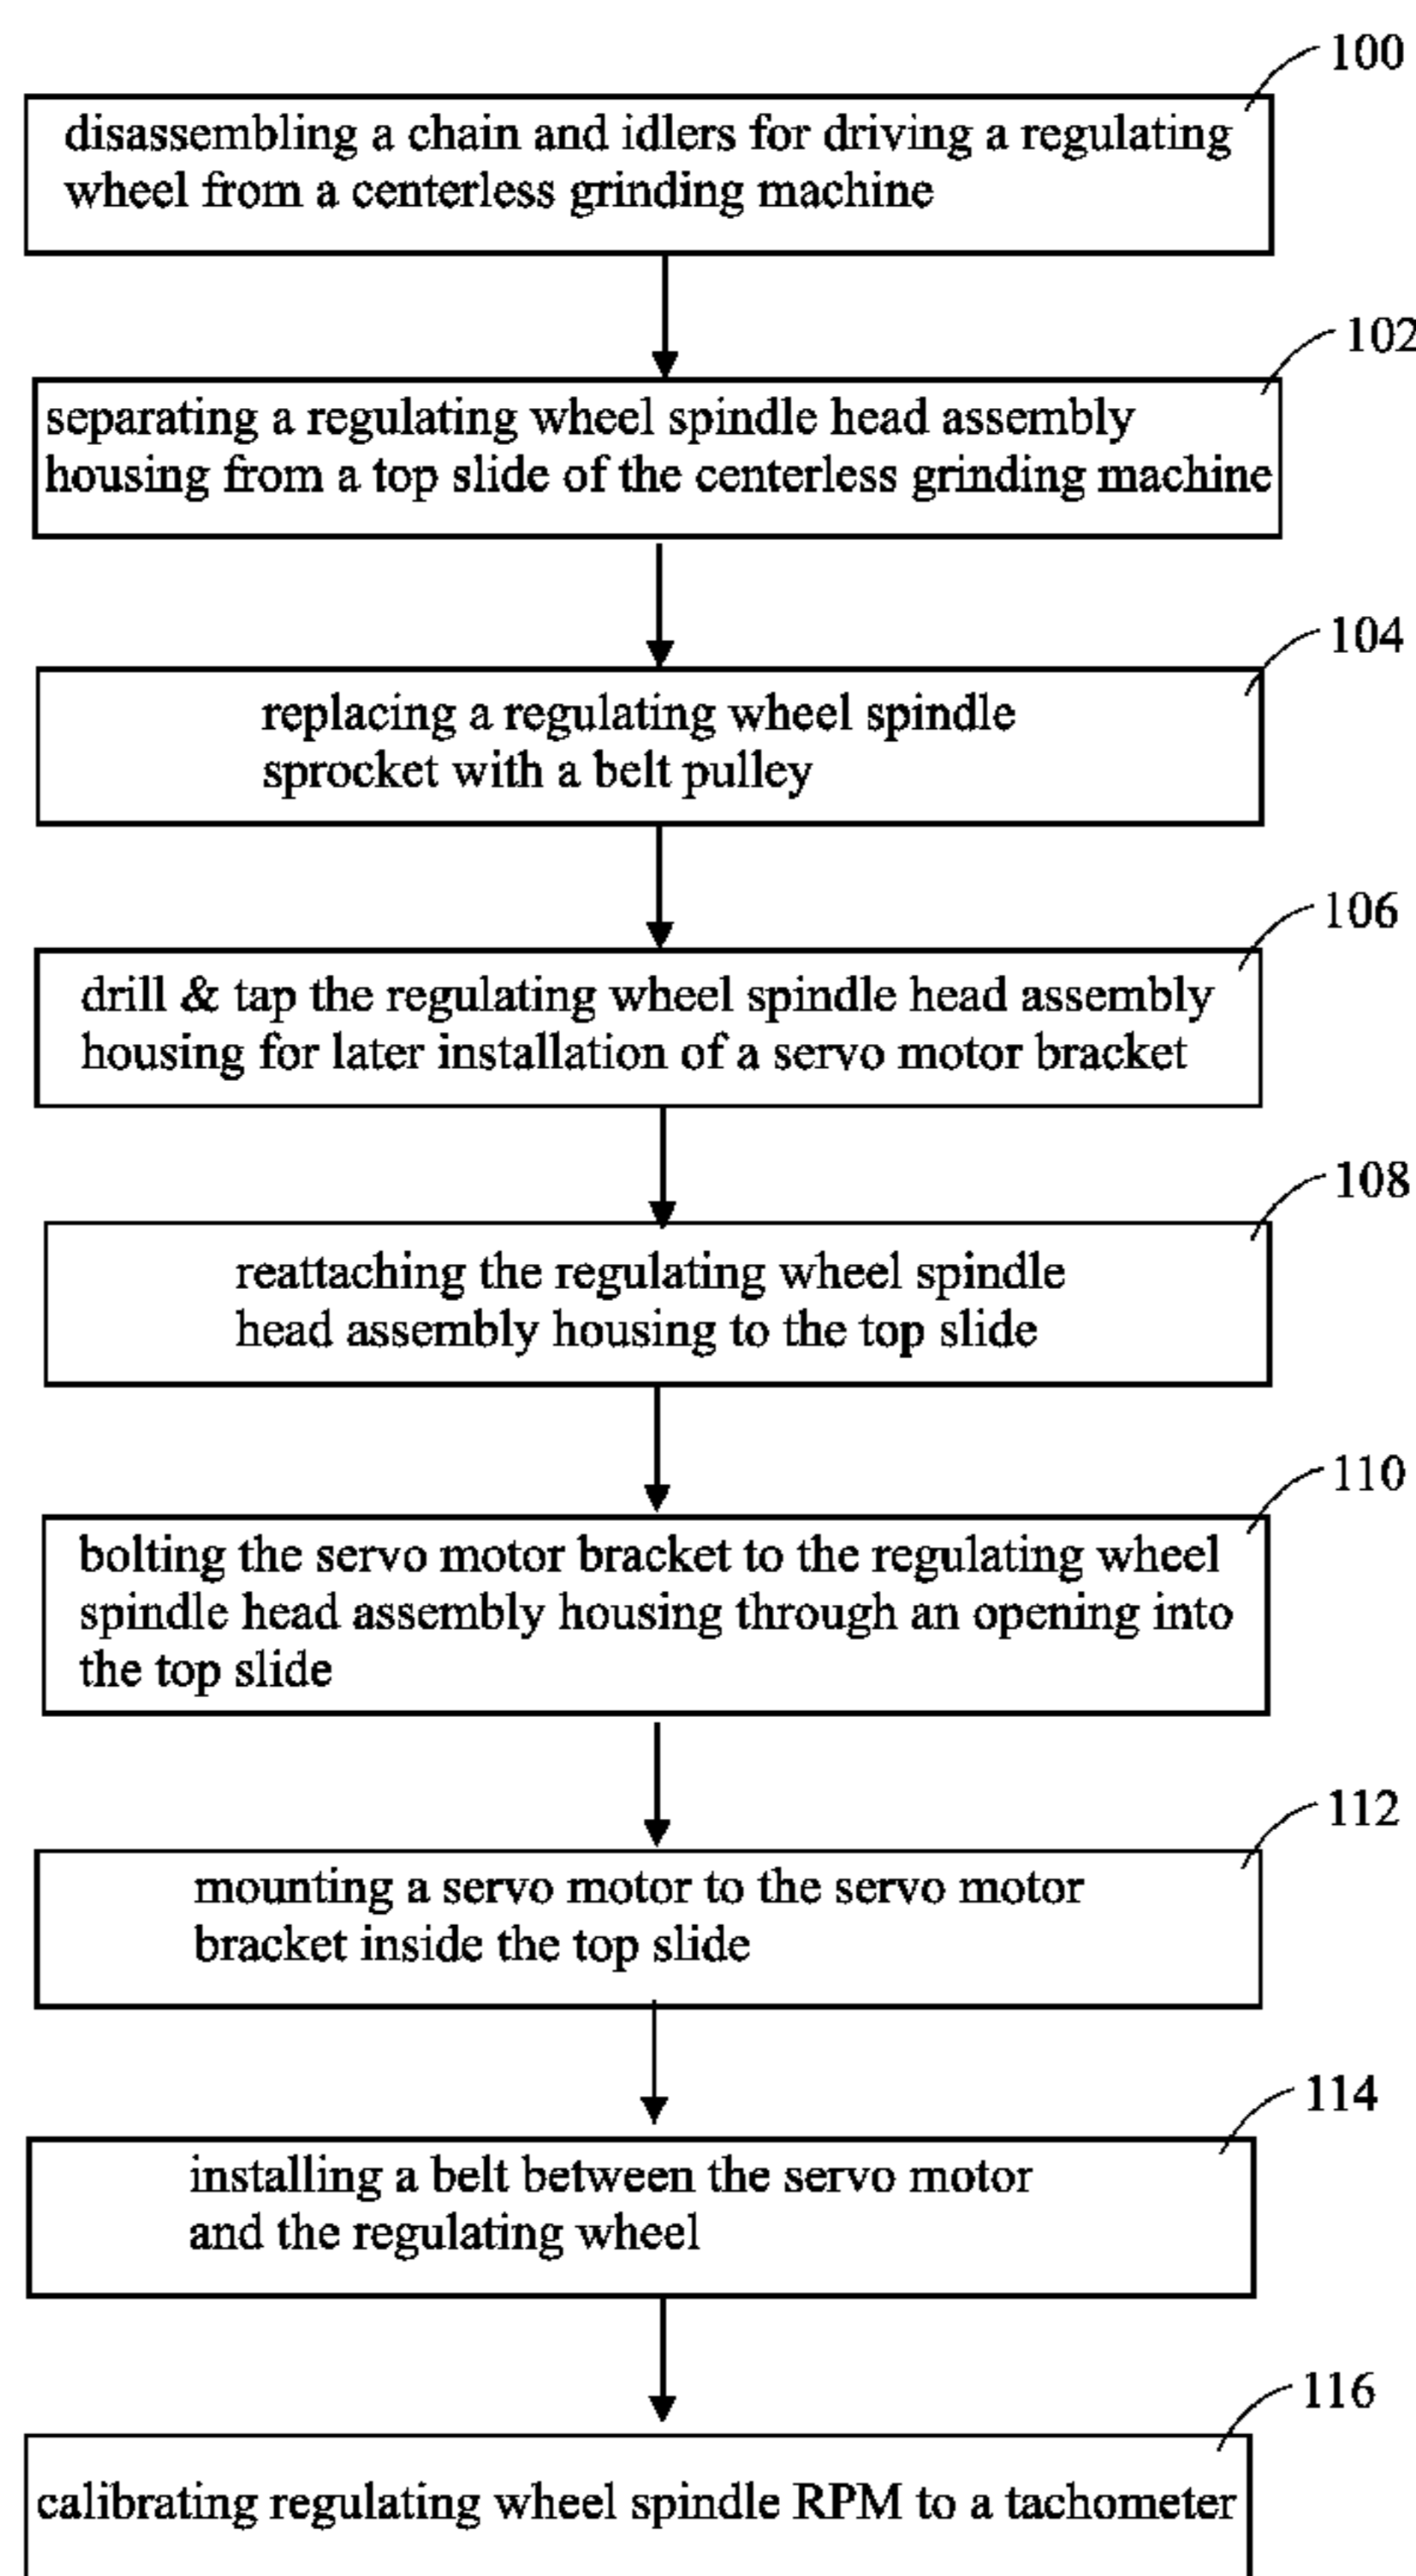 100
disassembling a chain and idlers for driving a regulating
wheel from a centerless grinding machine
102
separating a regulating wheel spindle head assembly
housing from a top slide of the centerless grinding machine
104
replacing a regulating wheel spindle
sprocket with a belt pulley
106
drill & tap the regulating wheel spindle head assembly
housing for later installation of a servo motor bracket
108
reattaching the regulating wheel spindle
head assembly housing to the top slide
110
bolting the servo motor bracket to the regulating wheel
spindle head assembly housing through an opening into
the top slide
112
mounting a servo motor to the servo motor
bracket inside the top slide
114
installing a belt between the servo motor
and the regulating wheel
116
calibrating regulating wheel spindle RPM to a tachometer